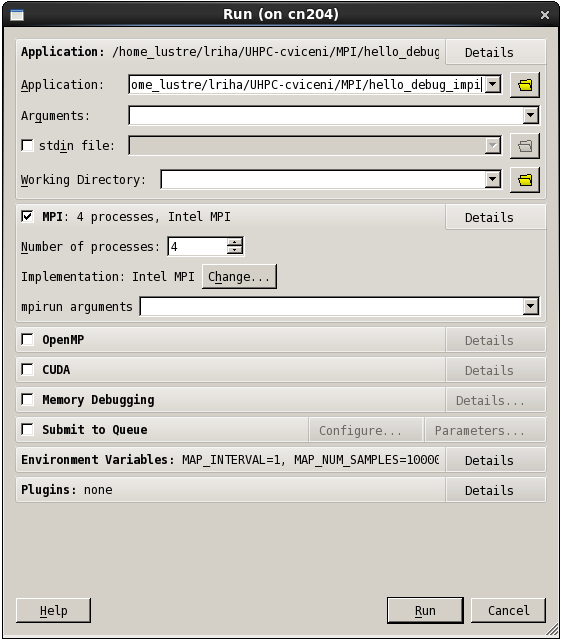 Run (on cn204)
Application: /home_lustre/lriha/UHPC-cviceni/MPI/hello_debug Details
Application: ome_lustre/lriha/UHPC-cviceni/MPI/hello_debug_impi
Arguments:
stdin file:
Working Directory:
MPI: 4 processes, Intel MPI Details
Number of processes: 4
Implementation: Intel MPI Change...
mpirun arguments
OpenMP Details
CUDA Details
Memory Debugging Details...
Submit to Queue Configure... Parameters...
Environment Variables: MAP_INTERVAL=1, MAP_NUM_SAMPLES=10000 Details
Plugins: none Details
Help Run Cancel